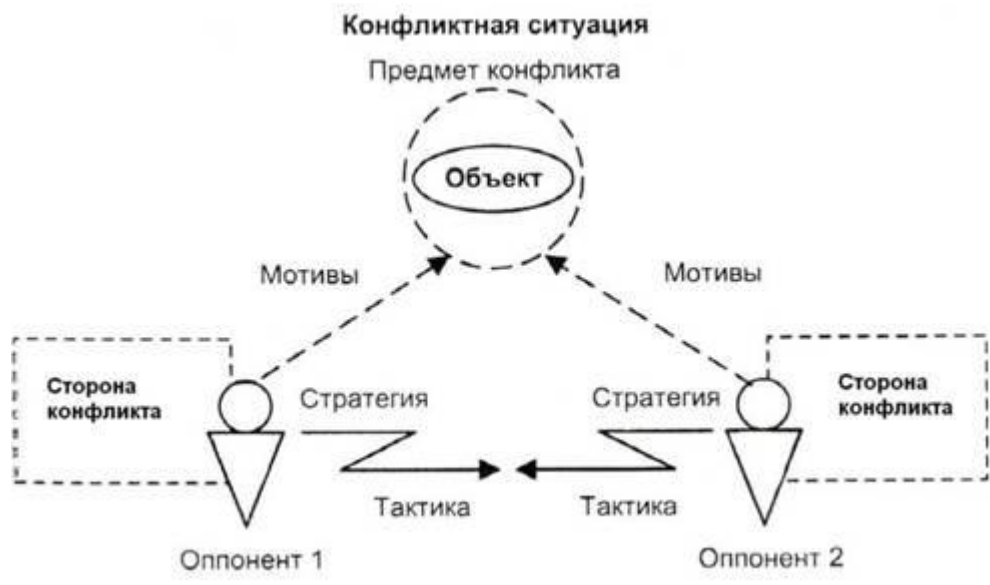 Конфликтная ситуация
Предмет конфликта
Объект
Мотивы
Мотивы
Сторона
конфликта
Стратегия
Стратегия
Сторона
конфликта
Тактика
Тактика
Оппонент 1
Оппонент 2